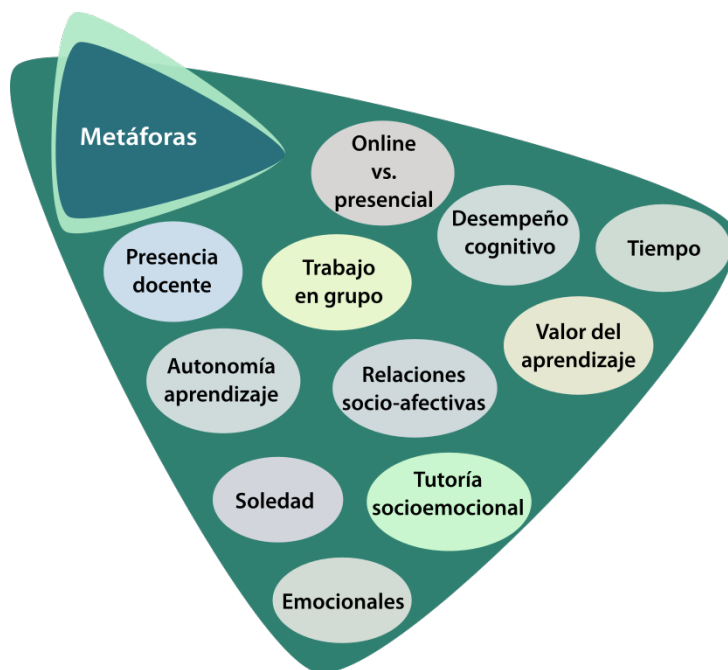 Metáforas
Online
vs.
presencial
Desempeño
cognitivo
Tiempo
Presencia
docente
Trabajo
en grupo
Valor del
aprendizaje
Autonomía
aprendizaje
Relaciones
socio-afectivas
Soledad
Tutoría
socioemocional
Emocionales